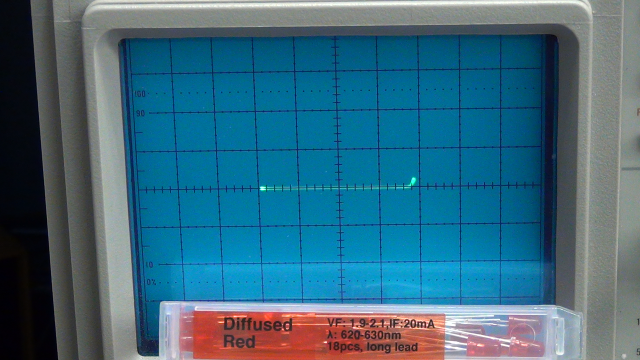 100
90
10
0%
Diffused
Red
VF: 1.9-2.1,IF:20mA
λ: 620-630nm
18pcs, long lead